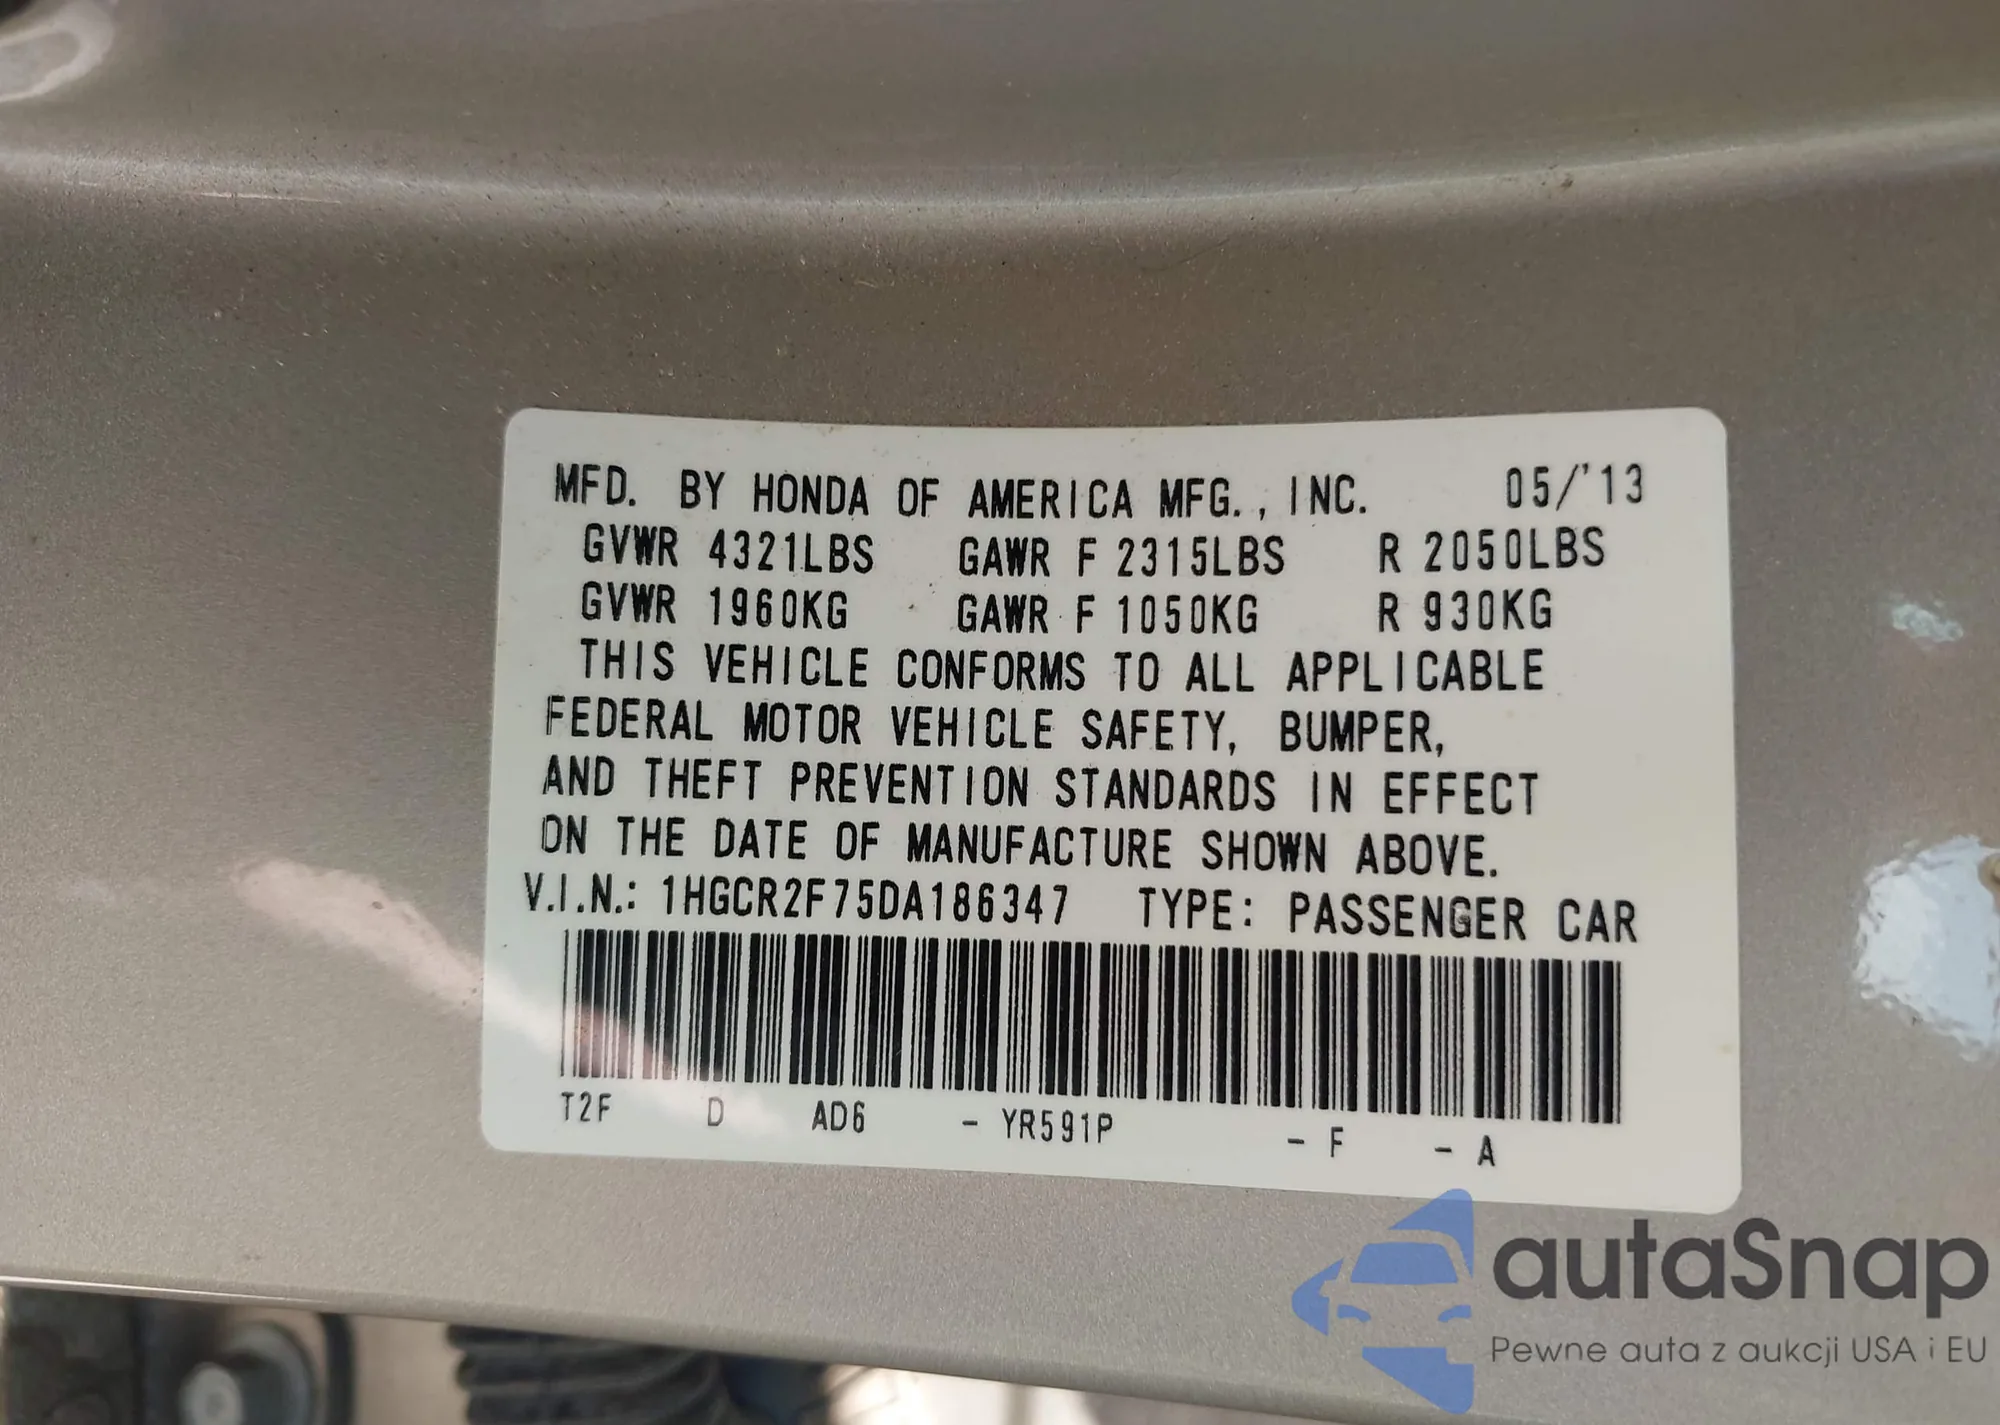 MFD. BY HONDA OF AMERICA MFG., INC. 05/'13
GVWR 4321LBS GAWR F 2315LBS R 2050LBS
GVWR 1960KG GAWR F 1050KG R 930KG
THIS VEHICLE CONFORMS TO ALL APPLICABLE
FEDERAL MOTOR VEHICLE SAFETY, BUMPER,
AND THEFT PREVENTION STANDARDS IN EFFECT
ON THE DATE OF MANUFACTURE SHOWN ABOVE.
V.I.N.: 1HGCR2F75DA186347 TYPE: PASSENGER CAR
T2F D AD6 - YR591P - F - A
autaSnap
Pewne auta z aukcji USA i EU